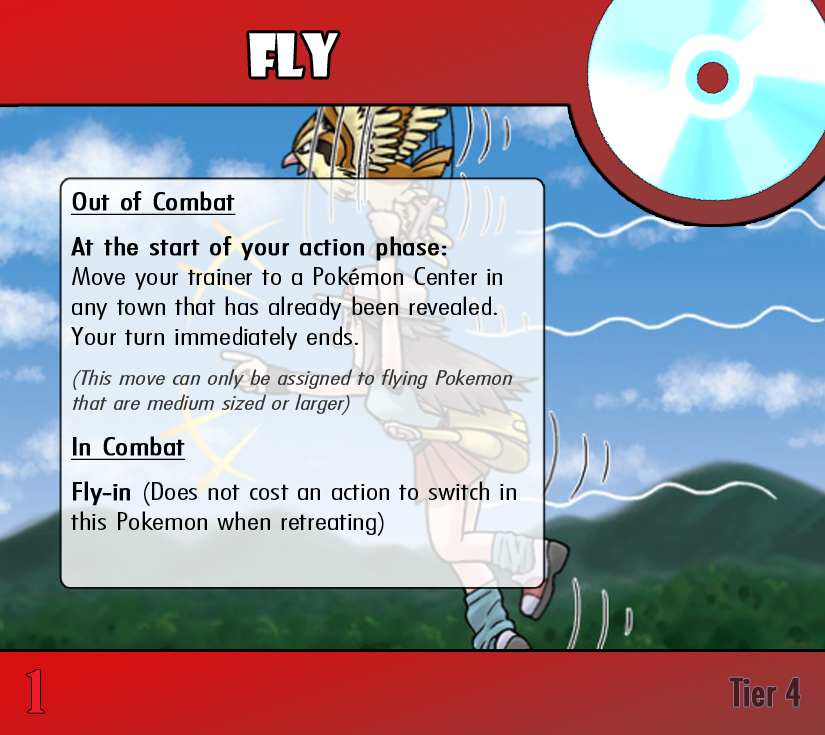 FLY
Out of Combat
At the start of your action phase:
Move your trainer to a Pokémon Center in
any town that has already been revealed.
Your turn immediately ends.
(This move can only be assigned to flying Pokemon
that are medium sized or larger)
In Combat
Fly-in (Does not cost an action to switch in
this Pokemon when retreating)
1
Tier 4